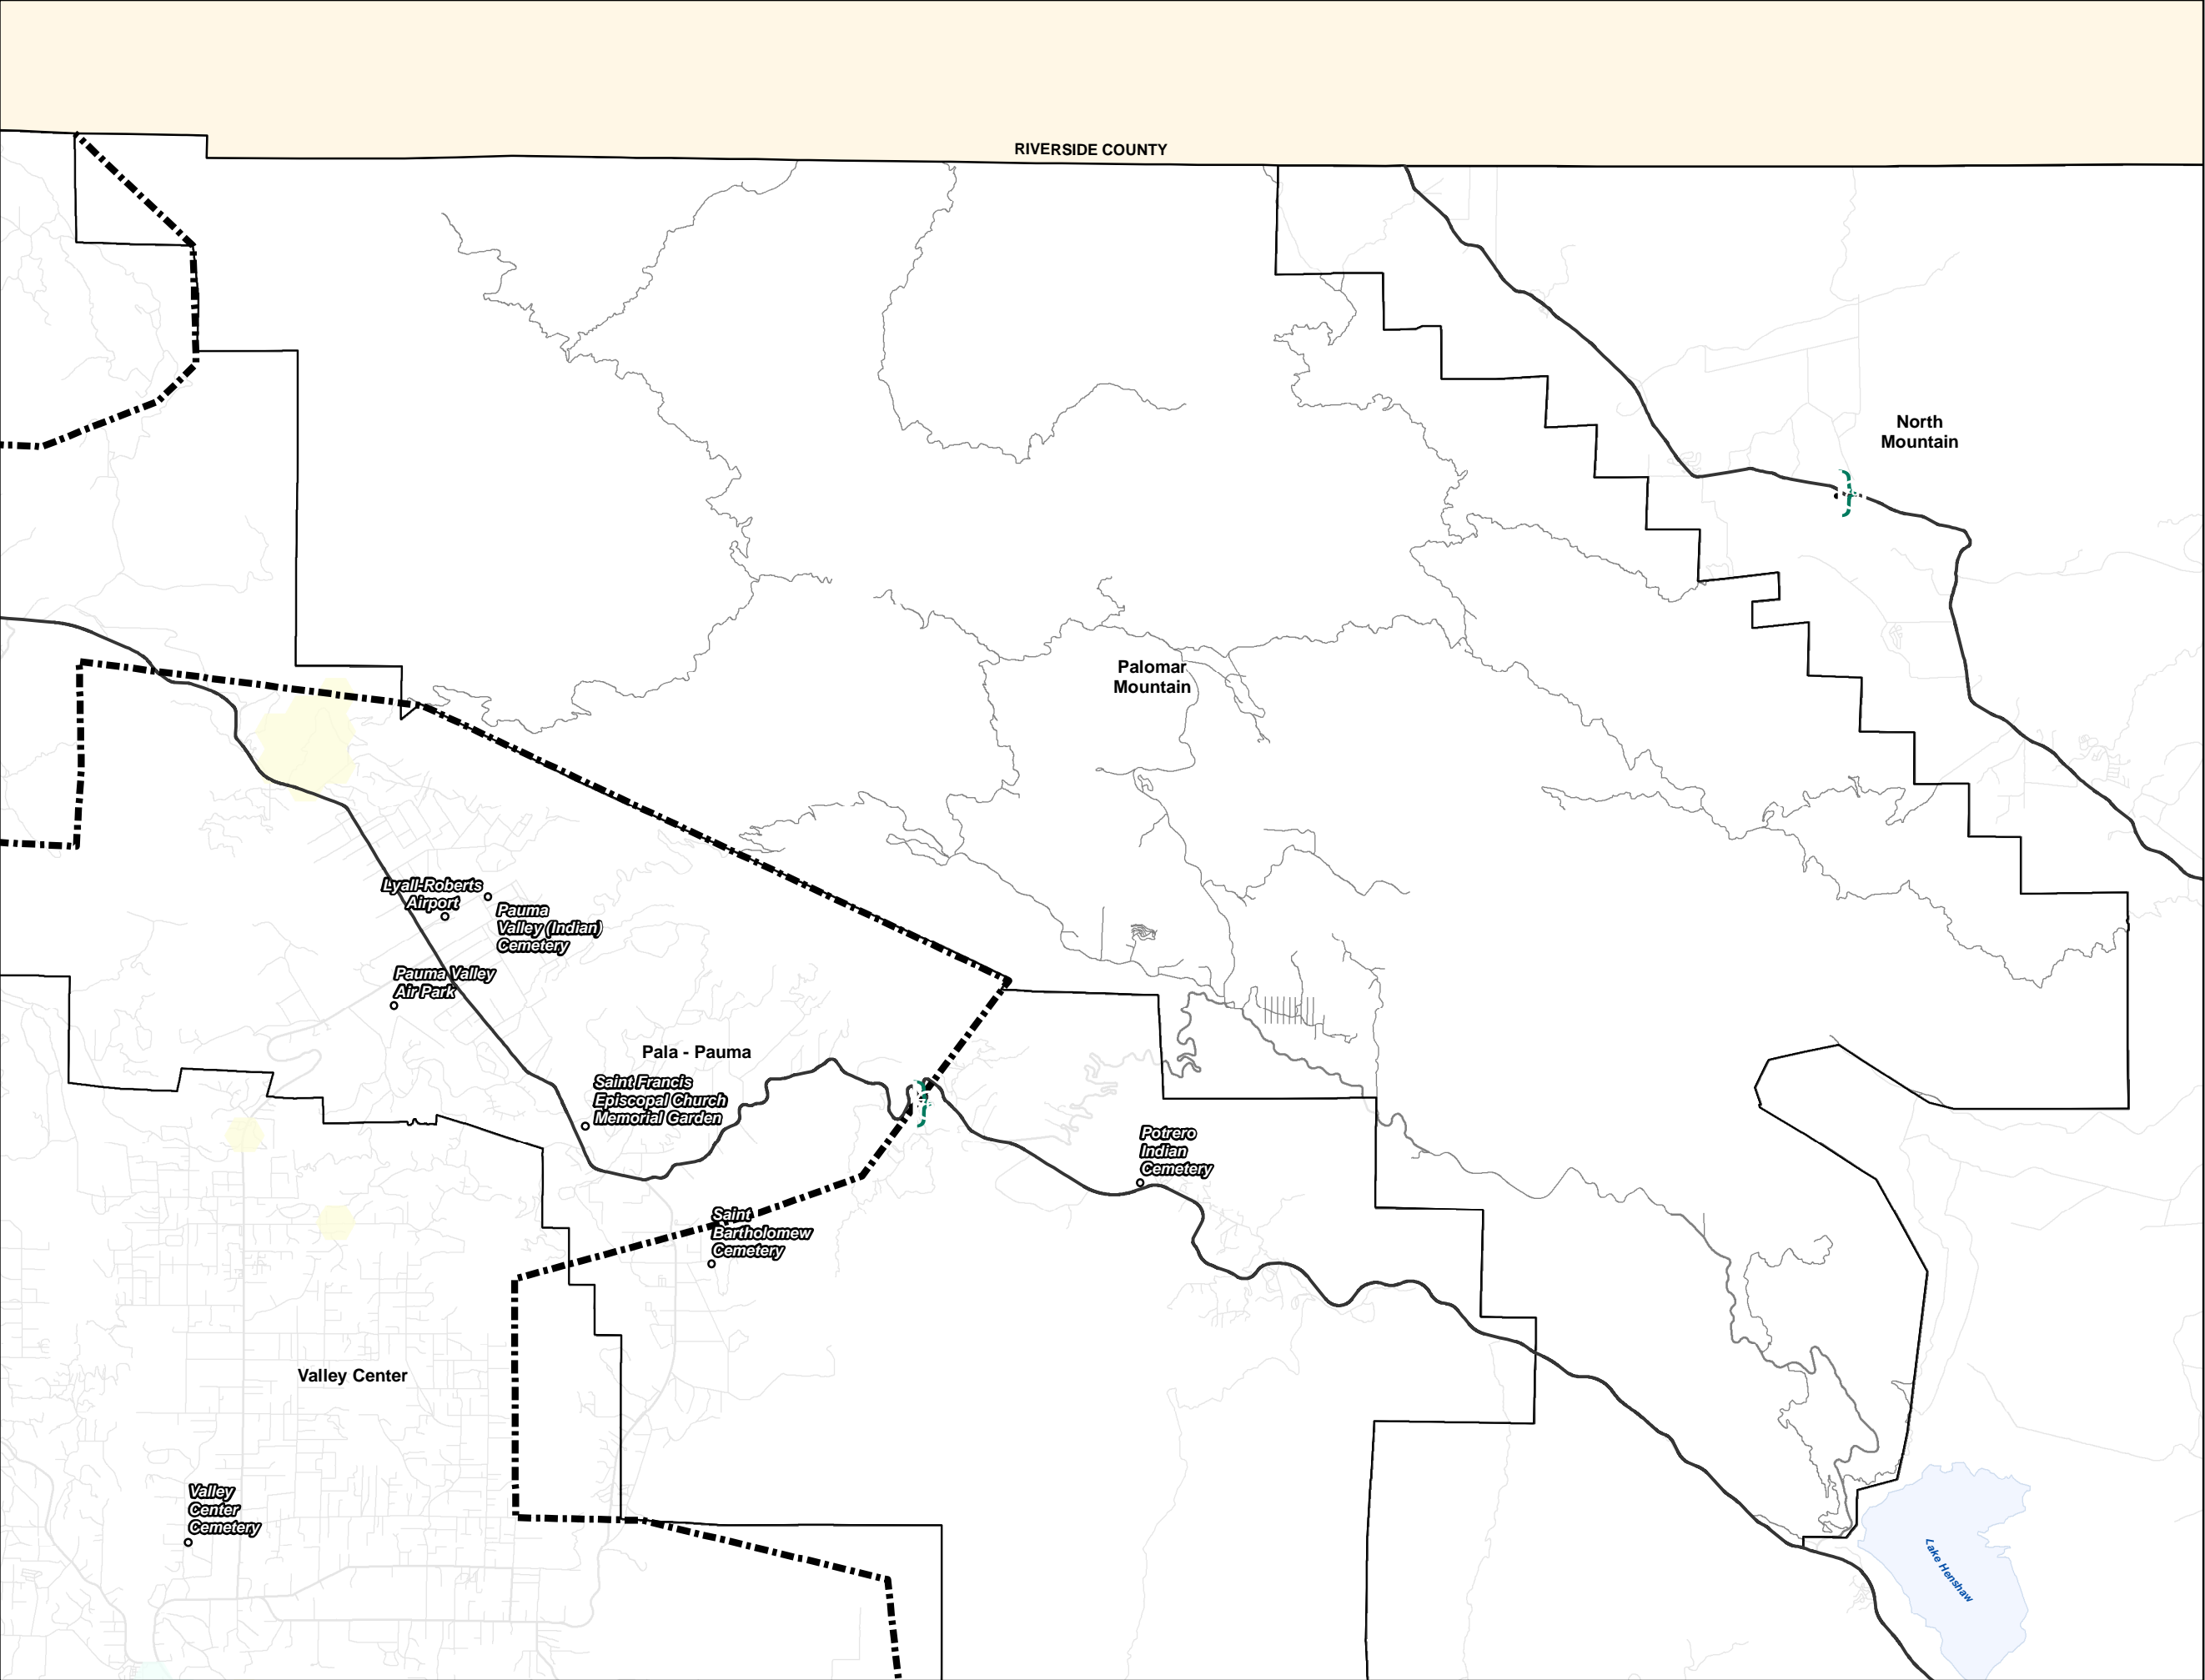 RIVERSIDE COUNTY
North
Mountain
Palomar
Mountain
Lyall-Roberts
Airport
Pauma
Valley (Indian)
Cemetery
Pauma Valley
Air Park
Pala - Pauma
Saint Francis
Episcopal Church
Memorial Garden
Potrero
Indian
Cemetery
Saint
Bartholomew
Cemetery
Valley Center
Valley
Center
Cemetery
Lake Henshaw